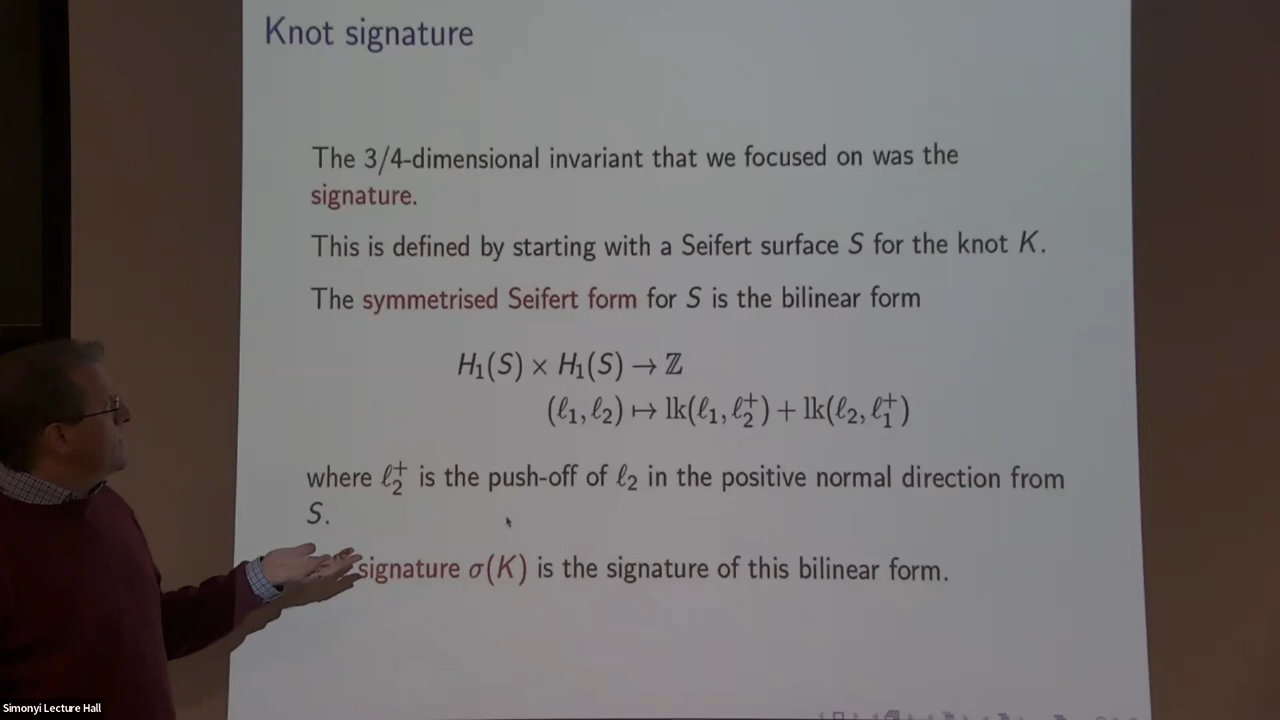 Knot signature
The 3/4-dimensional invariant that we focused on was the
signature.
This is defined by starting with a Seifert surface S for the knot K.
The symmetrised Seifert form for S is the bilinear form
H₁(S) × H₁(S) → ℤ
(ℓ₁, ℓ₂) ↦ lk(ℓ₁, ℓ₂⁺) + lk(ℓ₂, ℓ₁⁺)
where ℓ₂⁺ is the push-off of ℓ₂ in the positive normal direction from
S.
signature σ(K) is the signature of this bilinear form.
Simonyi Lecture Hall